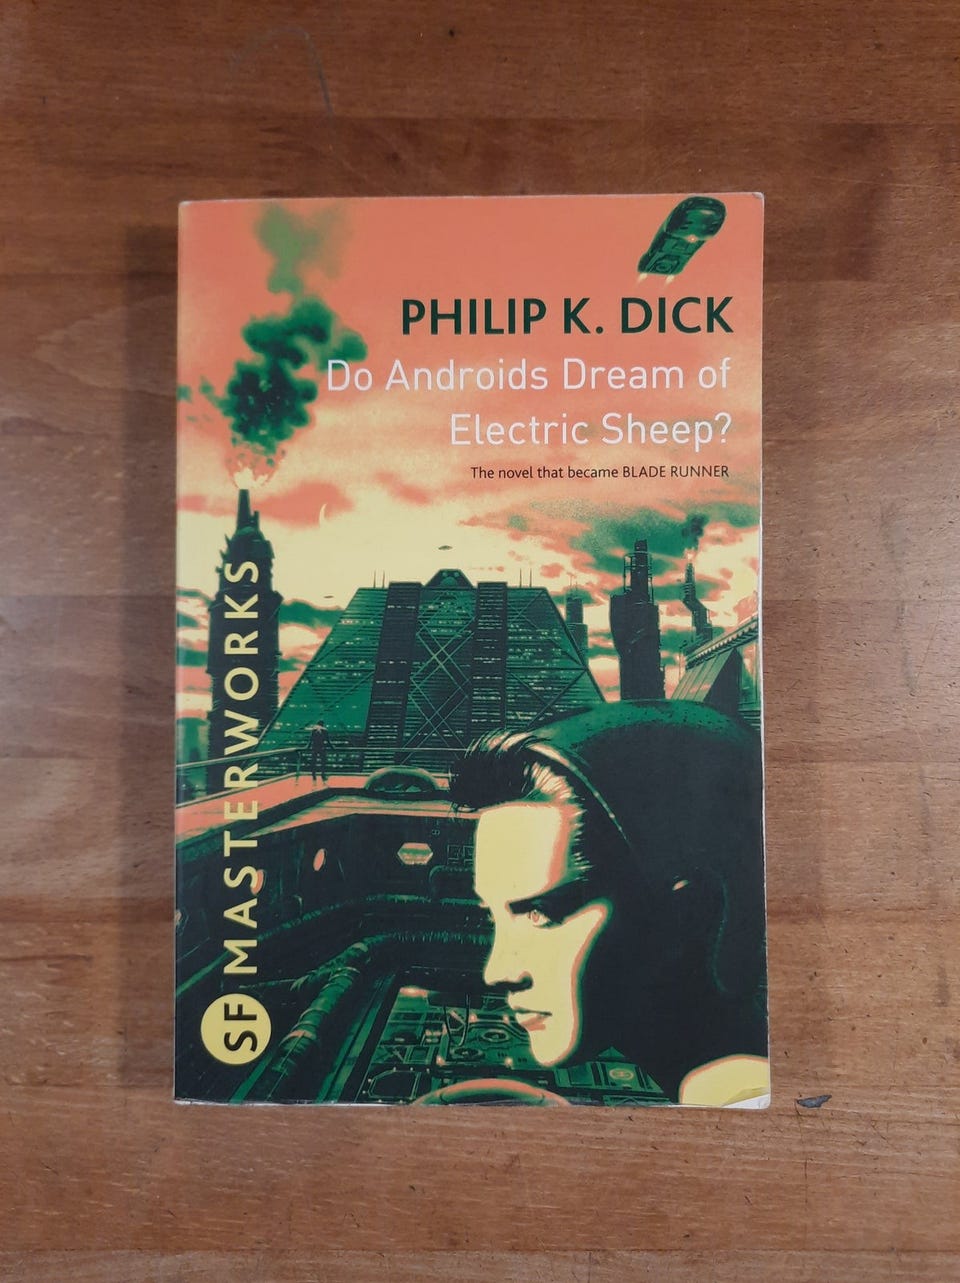 PHILIP K. DICK
Do Androids Dream of
Electric Sheep?
The novel that became BLADE RUNNER
SF MASTERWORKS